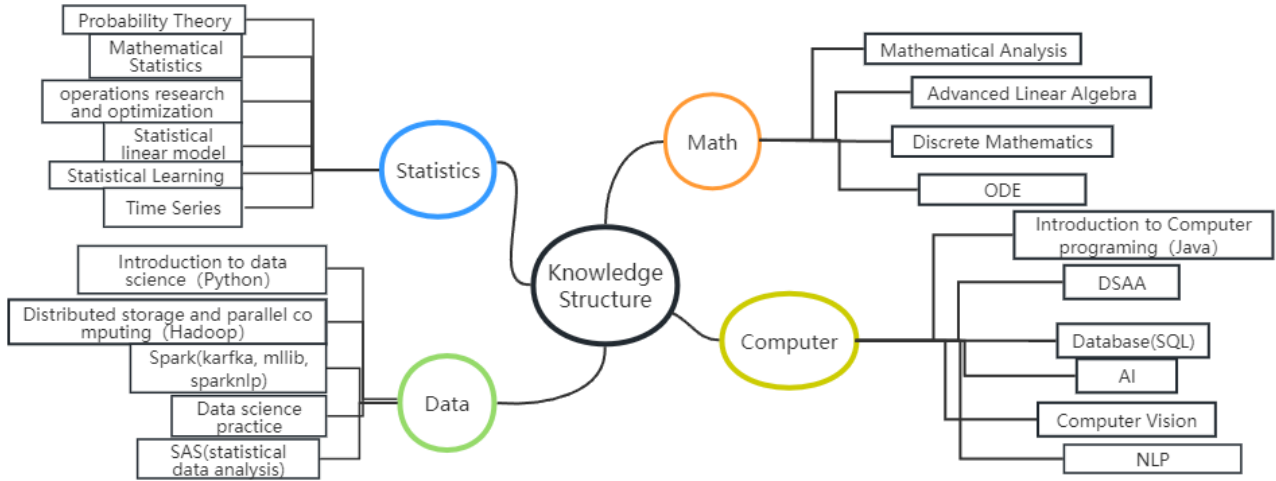 Probability Theory
Mathematical
Statistics
operations research
and optimization
Statistical
linear model
Statistical Learning
Time Series
Statistics
Introduction to data
science（Python）
Distributed storage and parallel co
mputing（Hadoop）
Spark(karfka, mllib,
sparknlp)
Data science
practice
SAS(statistical
data analysis)
Data
Knowledge
Structure
Math
Mathematical Analysis
Advanced Linear Algebra
Discrete Mathematics
ODE
Computer
Introduction to Computer
programing（Java）
DSAA
Database(SQL)
AI
Computer Vision
NLP